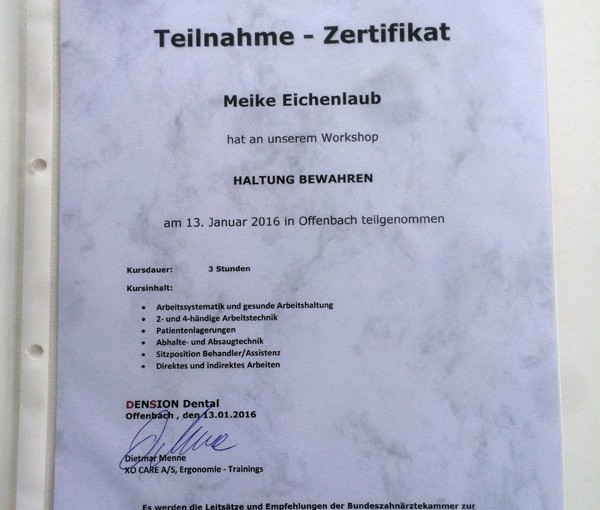 Teilnahme - Zertifikat
Meike Eichenlaub
hat an unserem Workshop
HALTUNG BEWAHREN
am 13. Januar 2016 in Offenbach teilgenommen
Kursdauer: 3 Stunden
Kursinhalt:
• Arbeitssystematik und gesunde Arbeitshaltung
• 2- und 4-händige Arbeitstechnik
• Patientenlagerungen
• Abhalte- und Absaugtechnik
• Sitzposition Behandler/Assistenz
• Direktes und indirektes Arbeiten
DENSION Dental
Offenbach , den 13.01.2016
Dietmar Menne
XO CARE A/S, Ergonomie - Trainings
Es werden die Leitsätze und Empfehlungen der Bundeszahnärztekammer zur